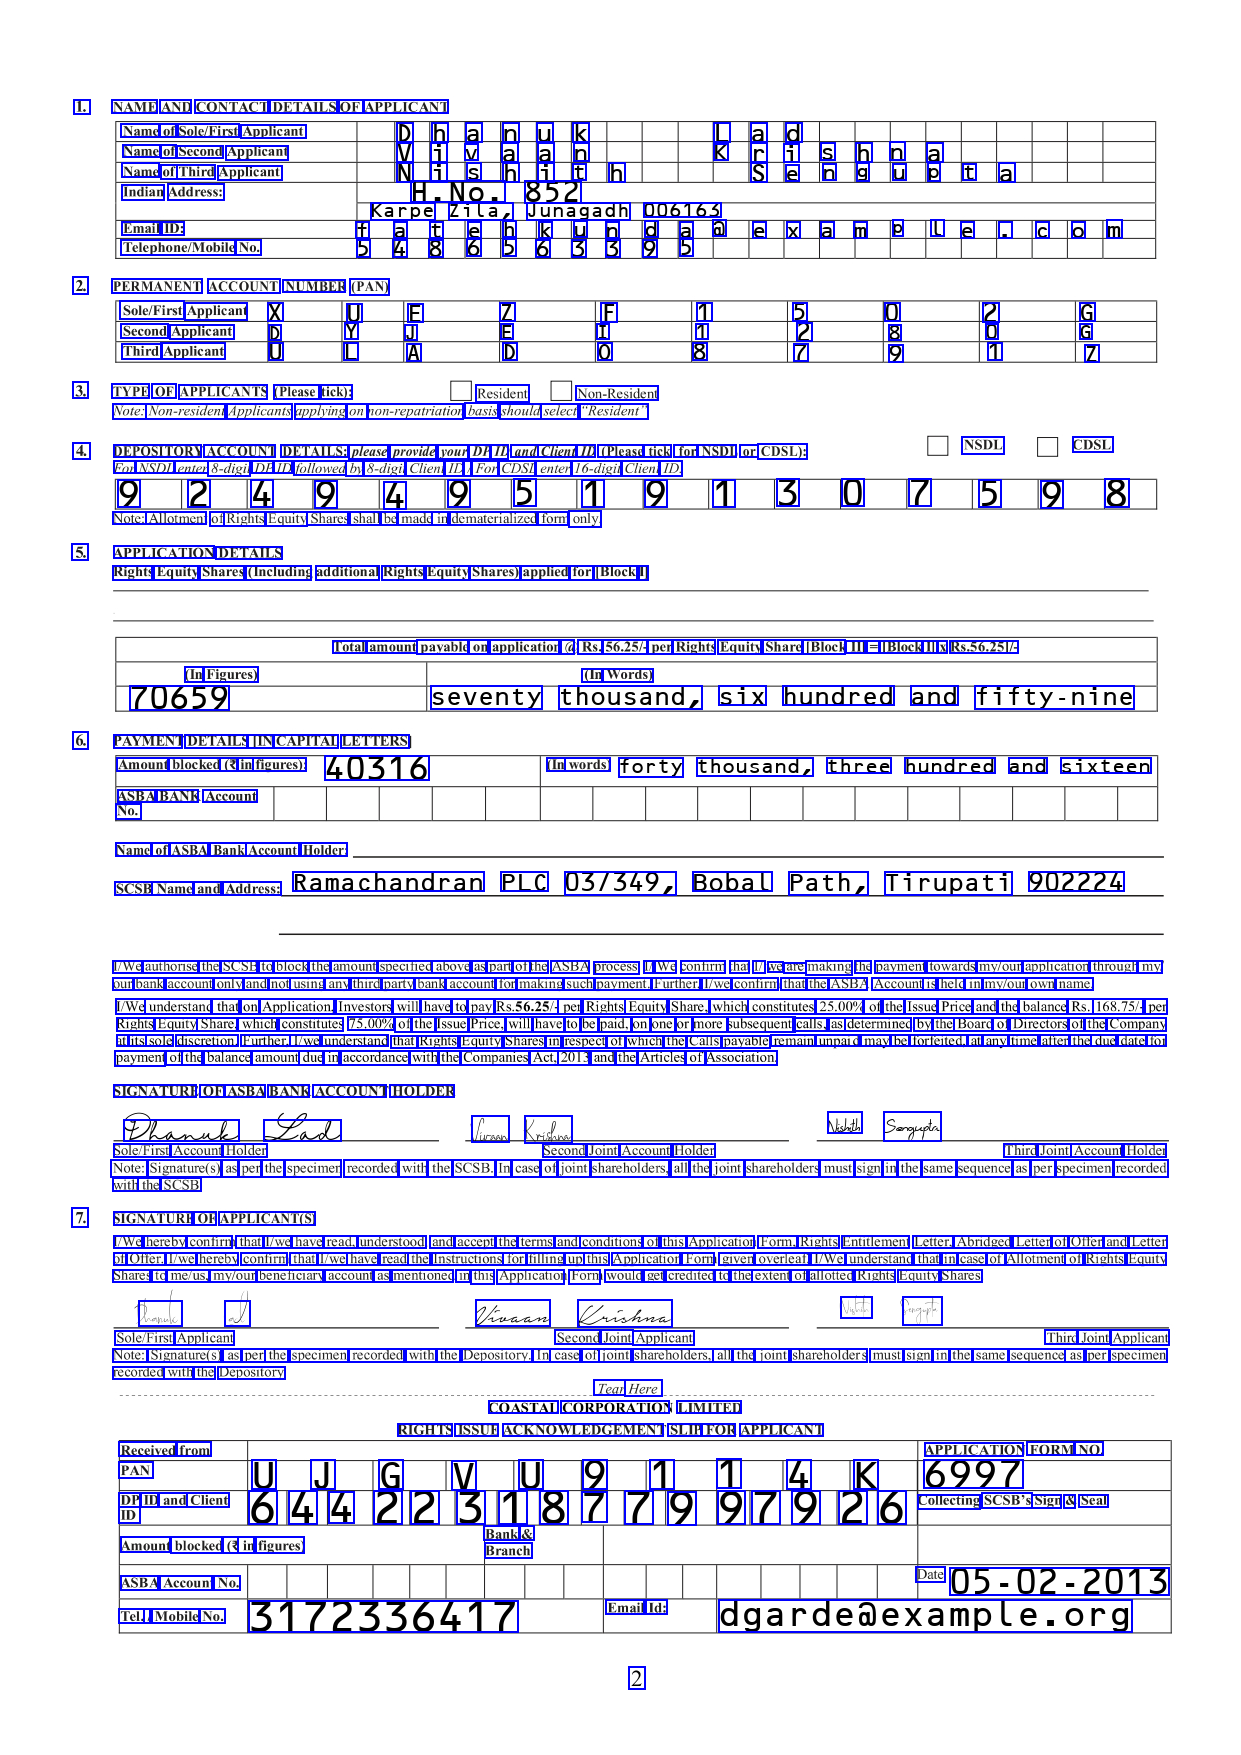 1. NAME AND CONTACT DETAILS OF APPLICANT
Name of Sole/First Applicant Dhanuk Lad
Name of Second Applicant Vivaan Krishna
Name of Third Applicant Nishith Sengupta
Indian Address: H.No. 852
Karpe Zila, Junagadh 006163
Email ID: fatehkunda@example.com
Telephone/Mobile No. 5486563395
2. PERMANENT ACCOUNT NUMBER (PAN)
Sole/First Applicant X U F Z F 1 5 0 2 G
Second Applicant D Y J E I 1 2 8 0 G
Third Applicant U L A D O 8 7 9 1 Z
3. TYPE OF APPLICANTS (Please tick): Resident Non-Resident
Note: Non-resident Applicants applying on non-repatriation basis should select "Resident"
4. DEPOSITORY ACCOUNT DETAILS: please provide your DP ID and Client ID (Please tick for NSDL or CDSL): NSDL CDSL
For NSDL enter 8-digit DP ID followed by 8-digit Client ID / For CDSL enter 16-digit Client ID.
9 2 4 9 4 9 5 1 9 1 3 0 7 5 9 8
Note: Allotment of Rights Equity Shares shall be made in dematerialized form only.
5. APPLICATION DETAILS
Rights Equity Shares (Including additional Rights Equity Shares) applied for [Block I]
Total amount payable on application @ Rs. 56.25/- per Rights Equity Share [Block II] = [Block I] x Rs.56.25]/-
(In Figures) (In Words)
70659 seventy thousand, six hundred and fifty-nine
6. PAYMENT DETAILS [IN CAPITAL LETTERS]
Amount blocked (₹ in figures): 40316 (In words) forty thousand, three hundred and sixteen
ASBA BANK Account
No.
Name of ASBA Bank Account Holder:
SCSB Name and Address: Ramachandran PLC 03/349, Bobal Path, Tirupati 902224
I/We authorise the SCSB to block the amount specified above as part of the ASBA process. I/ We confirm that I/ we are making the payment towards my/our application through my/
our bank account only and not using any third party bank account for making such payment. Further, I/we confirm that the ASBA Account is held in my/our own name.
I/We understand that on Application, Investors will have to pay Rs.56.25/- per Rights Equity Share, which constitutes 25.00% of the Issue Price and the balance Rs. 168.75/- per
Rights Equity Share, which constitutes 75.00% of the Issue Price, will have to be paid, on one or more subsequent calls, as determined by the Board of Directors of the Company
at its sole discretion. Further, I/we understand that Rights Equity Shares in respect of which the Calls payable remain unpaid may be forfeited, at any time after the due date for
payment of the balance amount due in accordance with the Companies Act, 2013 and the Articles of Association.
SIGNATURE OF ASBA BANK ACCOUNT HOLDER
Dhanuk Lad Vivaan Krishna Nishith Sengupta
Sole/First Account Holder Second Joint Account Holder Third Joint Account Holder
Note: Signature(s) as per the specimen recorded with the SCSB. In case of joint shareholders, all the joint shareholders must sign in the same sequence as per specimen recorded
with the SCSB
7. SIGNATURE OF APPLICANT(S)
I/We hereby confirm that I/we have read, understood and accept the terms and conditions of this Application Form, Rights Entitlement Letter, Abridged Letter of Offer and Letter
of Offer. I/we hereby confirm that I/we have read the Instructions for filling up this Application Form given overleaf. I/We understand that in case of Allotment of Rights Equity
Shares to me/us, my/our beneficiary account as mentioned in this Application Form would get credited to the extent of allotted Rights Equity Shares
Dhanuk Vivaan Krishna Nishith Sengupta
Sole/First Applicant Second Joint Applicant Third Joint Applicant
Note: Signature(s) as per the specimen recorded with the Depository. In case of joint shareholders, all the joint shareholders must sign in the same sequence as per specimen
recorded with the Depository
Tear Here
COASTAL CORPORATION LIMITED
RIGHTS ISSUE ACKNOWLEDGEMENT SLIP FOR APPLICANT
Received from APPLICATION FORM NO.
PAN U J G V U 9 1 1 4 K 6997
DP ID and Client
ID 6442231877997926 Collecting SCSB's Sign & Seal
Amount blocked (₹ in figures) Bank &
Branch
ASBA Account No. Date 05-02-2013
Tel./ Mobile No. 3172336417 Email Id: dgarde@example.org
2